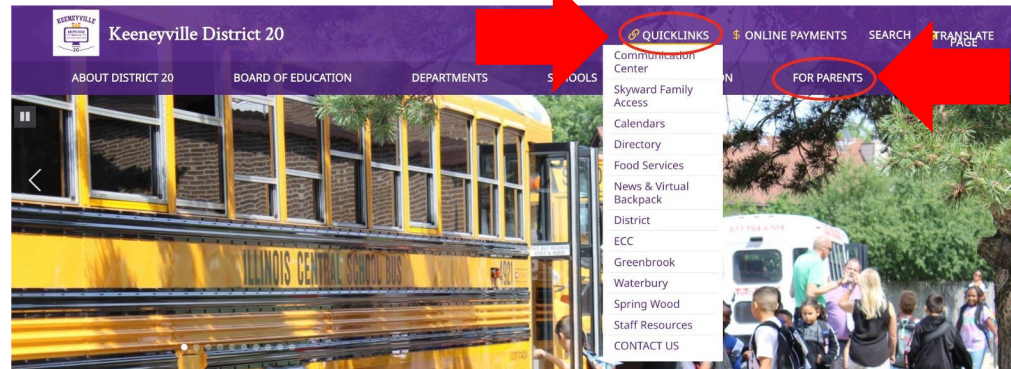 KEENEYVILLE
20
Keeneyville District 20
QUICKLINKS
$ ONLINE PAYMENTS
SEARCH
TRANSLATE
PAGE
ABOUT DISTRICT 20
BOARD OF EDUCATION
DEPARTMENTS
FOR PARENTS
Communication
Center
Skyward Family
Access
Calendars
Directory
Food Services
News & Virtual
Backpack
District
ECC
Greenbrook
Waterbury
Spring Wood
Staff Resources
CONTACT US
ILLINOIS CENTRAL SCHOOL BUS